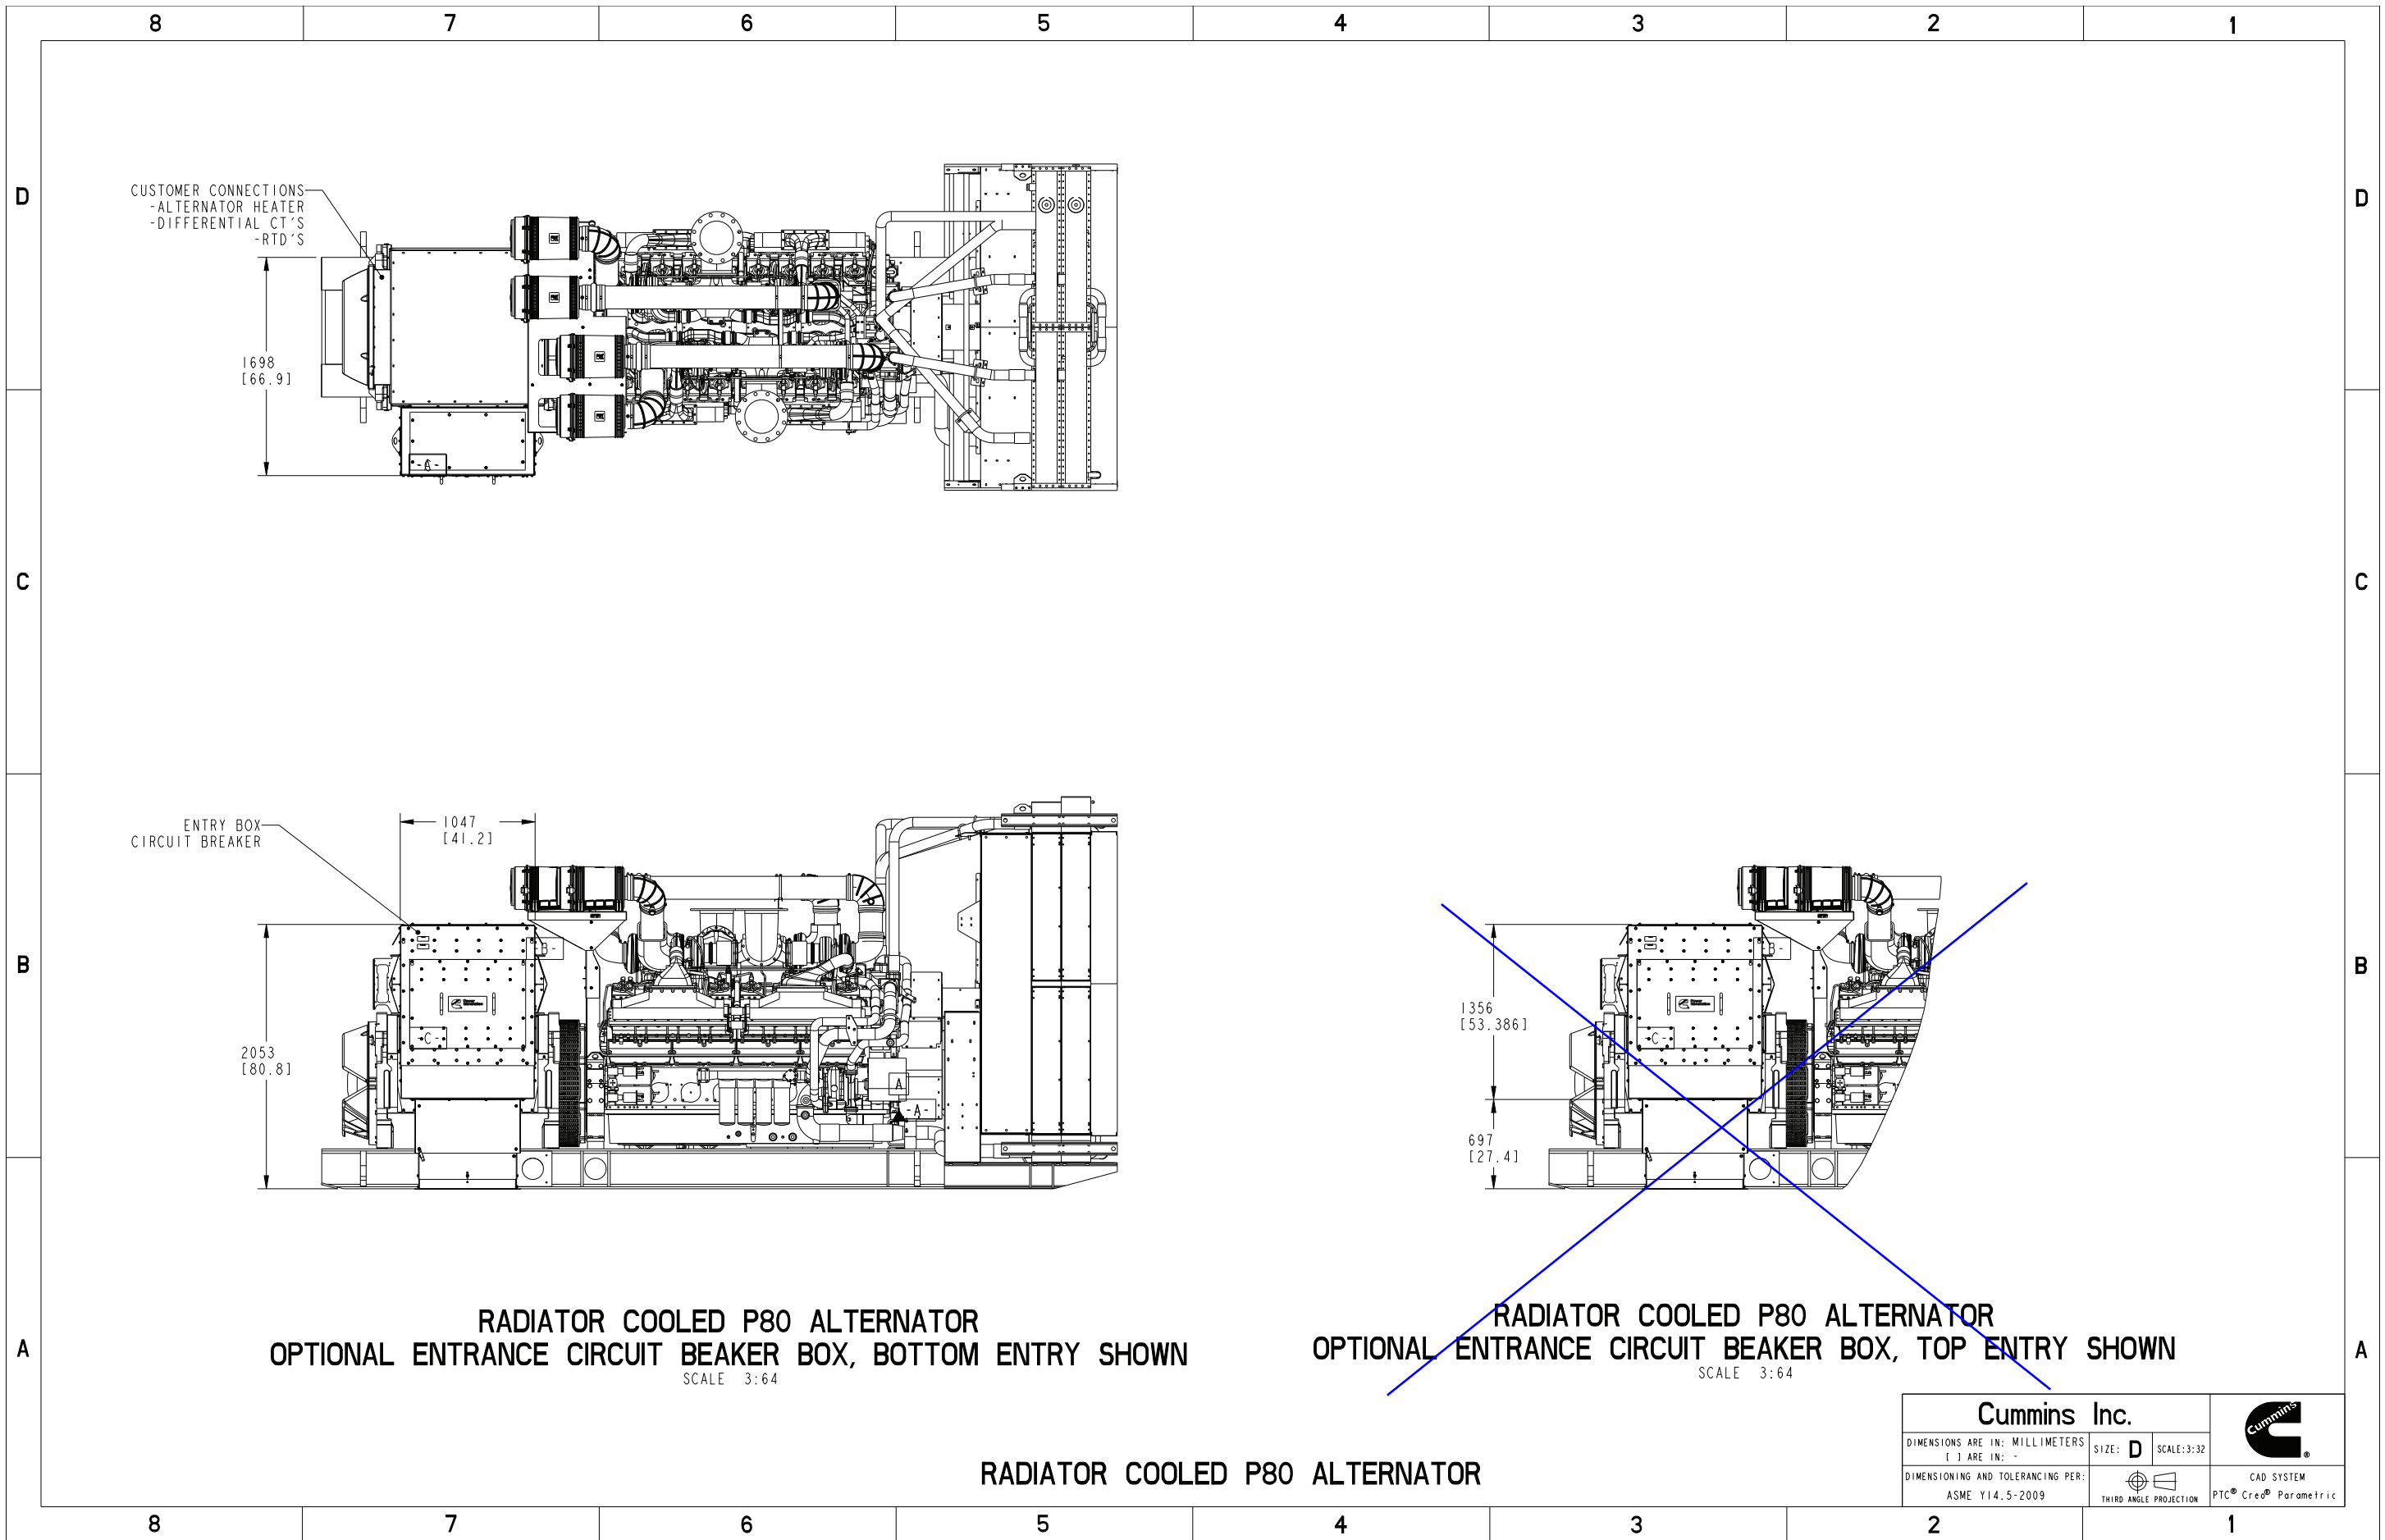 8 7 6 5 4 3 2 1
D
D
CUSTOMER CONNECTIONS
-ALTERNATOR HEATER
-DIFFERENTIAL CT'S
-RTD'S
1698
[66.9]
-A-
C
C
ENTRY BOX
CIRCUIT BREAKER
1047
[41.2]
2053
[80.8]
Power
Generation
-C-
A
-A-
B
B
1356
[53.386]
Power
Generation
-C-
697
[27.4]
RADIATOR COOLED P80 ALTERNATOR
OPTIONAL ENTRANCE CIRCUIT BEAKER BOX, BOTTOM ENTRY SHOWN
SCALE 3:64
RADIATOR COOLED P80 ALTERNATOR
OPTIONAL ENTRANCE CIRCUIT BEAKER BOX, TOP ENTRY SHOWN
SCALE 3:64
A
A
RADIATOR COOLED P80 ALTERNATOR
Cummins Inc.
DIMENSIONS ARE IN: MILLIMETERS
[ ] ARE IN: -
SIZE: D
SCALE:3:32
DIMENSIONING AND TOLERANCING PER:
ASME Y14.5-2009
THIRD ANGLE PROJECTION
Cummins ®
CAD SYSTEM
PTC® Creo® Parametric
8 7 6 5 4 3 2 1